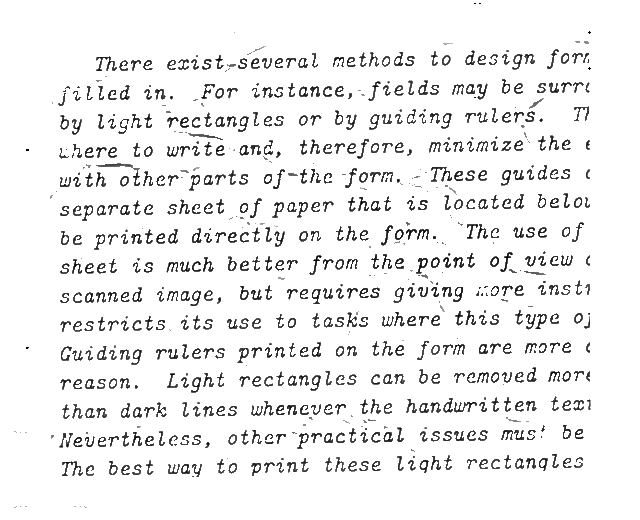 There exist several methods to design for
filled in. For instance, fields may be surr
by light rectangles or by guiding rulers. Th
where to write and, therefore, minimize the
with other parts of the form. These guides
separate sheet of paper that is located belo
be printed directly on the form. The use of
sheet is much better from the point of view
scanned image, but requires giving more inst
restricts its use to tasks where this type of
Guiding rulers printed on the form are more
reason. Light rectangles can be removed more
than dark lines whenever the handwritten tex
Nevertheless, other practical issues must be
The best way to print these light rectangles